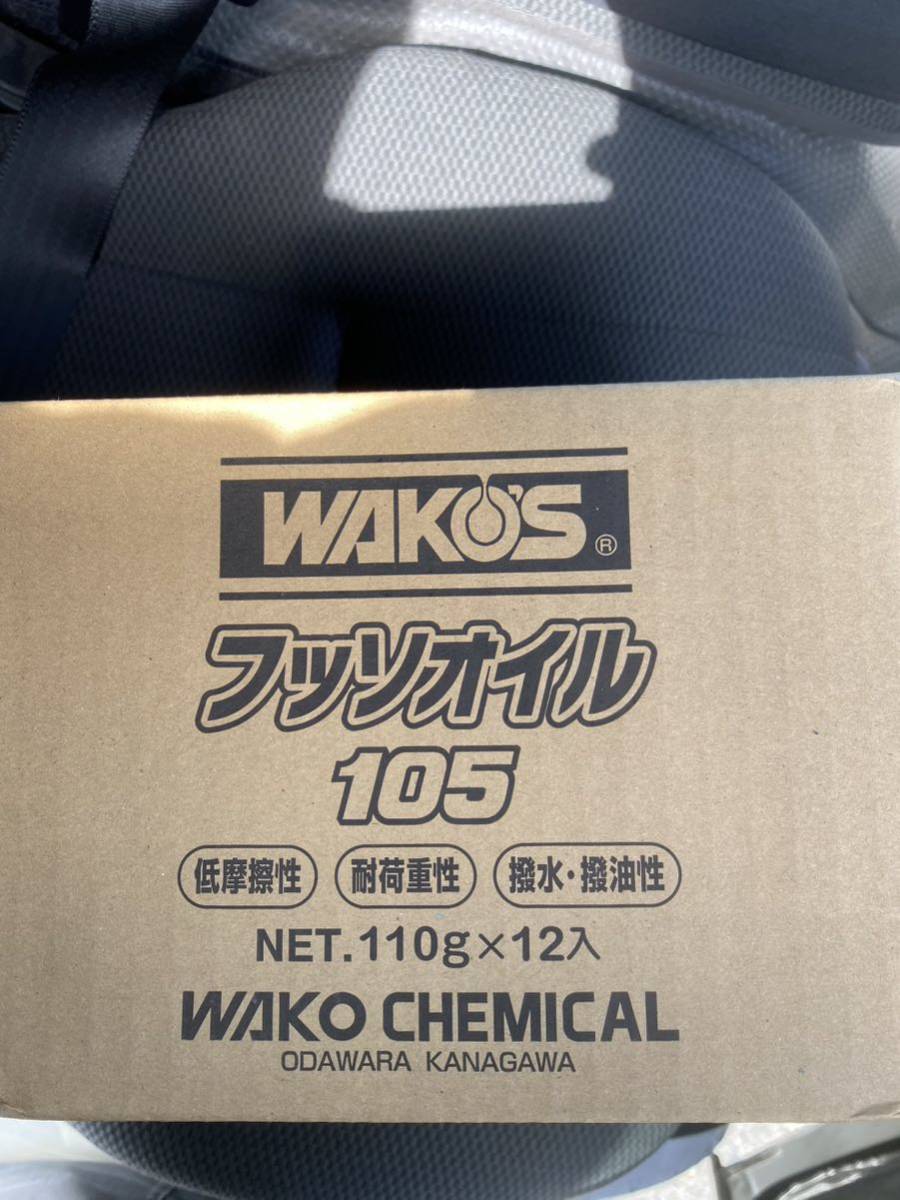 WAKO'S®
フッソオイル
105
低摩擦性 耐荷重性 撥水・撥油性
NET.110g×12入
WAKO CHEMICAL
ODAWARA KANAGAWA